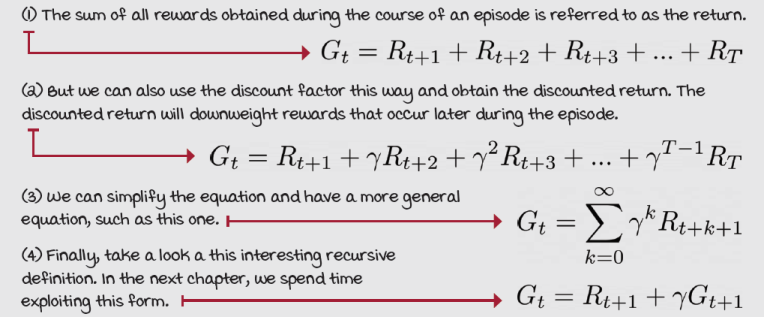 (1) The sum of all rewards obtained during the course of an episode is referred to as the return.
G_t = R_{t+1} + R_{t+2} + R_{t+3} + ... + R_T
(2) But we can also use the discount factor this way and obtain the discounted return. The
discounted return will downweight rewards that occur later during the episode.
G_t = R_{t+1} + γR_{t+2} + γ^2 R_{t+3} + ... + γ^{T-1} R_T
(3) We can simplify the equation and have a more general
equation, such as this one.
G_t = \sum_{k=0}^{∞} γ^k R_{t+k+1}
(4) Finally, take a look a this interesting recursive
definition. In the next chapter, we spend time
exploiting this form.
G_t = R_{t+1} + γG_{t+1}